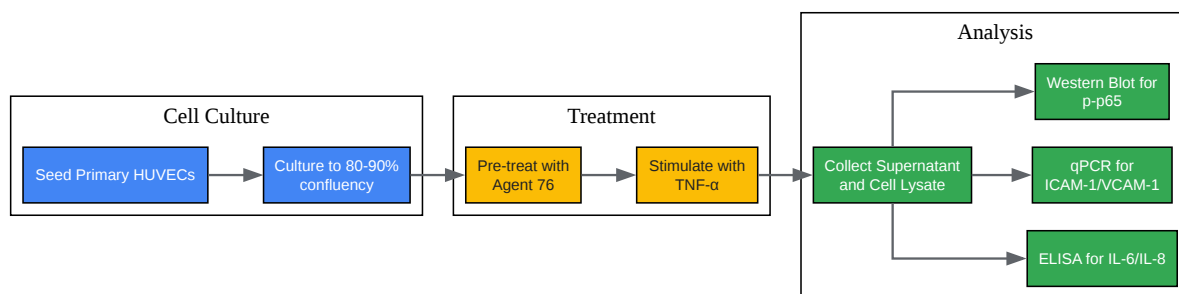 Cell Culture
Seed Primary HUVECs
Culture to 80-90%
confluency
Treatment
Pre-treat with
Agent 76
Stimulate with
TNF-α
Analysis
Collect Supernatant
and Cell Lysate
Western Blot for
p-p65
qPCR for
ICAM-1/VCAM-1
ELISA for IL-6/IL-8